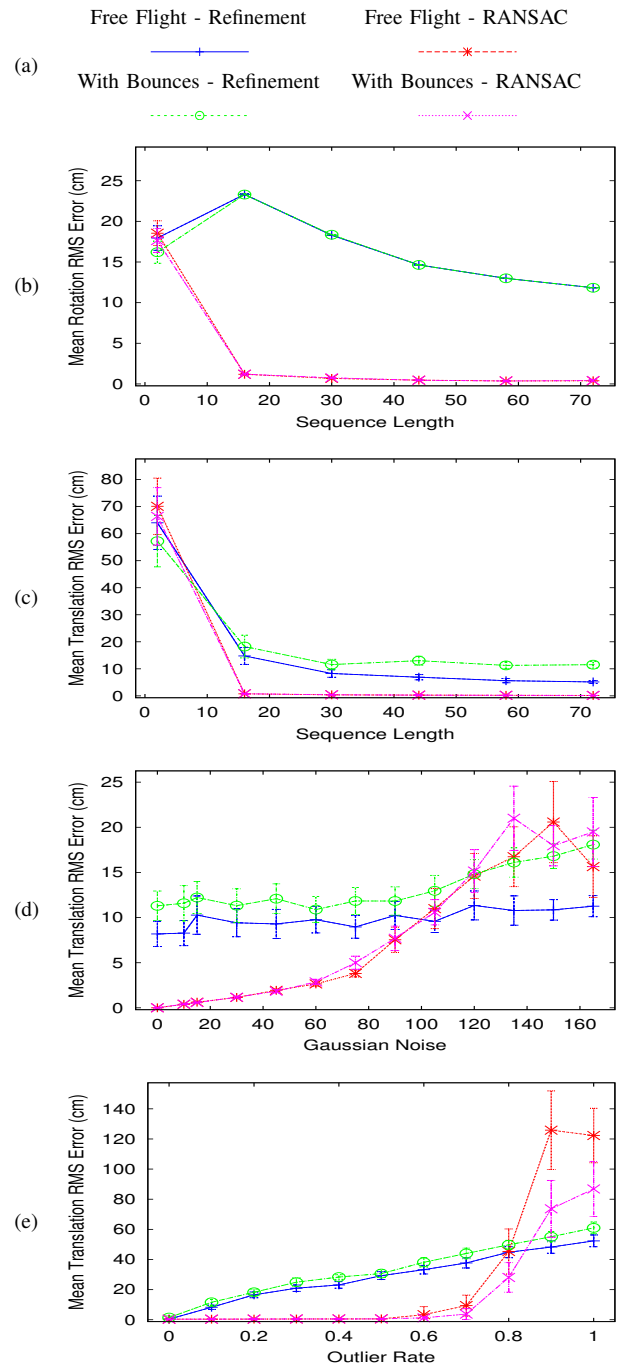 Free Flight - Refinement Free Flight - RANSAC
(a)
With Bounces - Refinement With Bounces - RANSAC
(b)
Mean Rotation RMS Error (cm)
25
20
15
10
5
0
0 10 20 30 40 50 60 70
Sequence Length
(c)
Mean Translation RMS Error (cm)
80
70
60
50
40
30
20
10
0
0 10 20 30 40 50 60 70
Sequence Length
(d)
Mean Translation RMS Error (cm)
25
20
15
10
5
0
0 20 40 60 80 100 120 140 160
Gaussian Noise
(e)
Mean Translation RMS Error (cm)
140
120
100
80
60
40
20
0
0 0.2 0.4 0.6 0.8 1
Outlier Rate